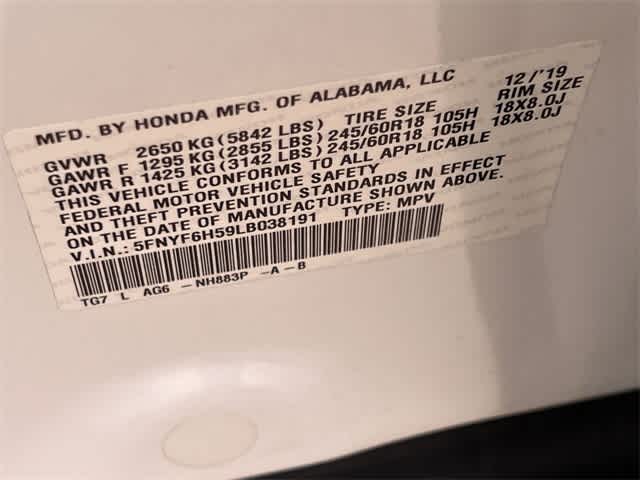 MFD. BY HONDA MFG. OF ALABAMA, LLC 12/'19
GVWR 2650 KG (5842 LBS) TIRE SIZE RIM SIZE
GAWR F 1295 KG (2855 LBS) 245/60R18 105H 18X8.0J
GAWR R 1425 KG (3142 LBS) 245/60R18 105H 18X8.0J
THIS VEHICLE CONFORMS TO ALL APPLICABLE
FEDERAL MOTOR VEHICLE SAFETY
AND THEFT PREVENTION STANDARDS IN EFFECT
ON THE DATE OF MANUFACTURE SHOWN ABOVE.
V.I.N.: 5FNYF6H59LB038191 TYPE: MPV
TG7 L AG6 -NH883P -A-B